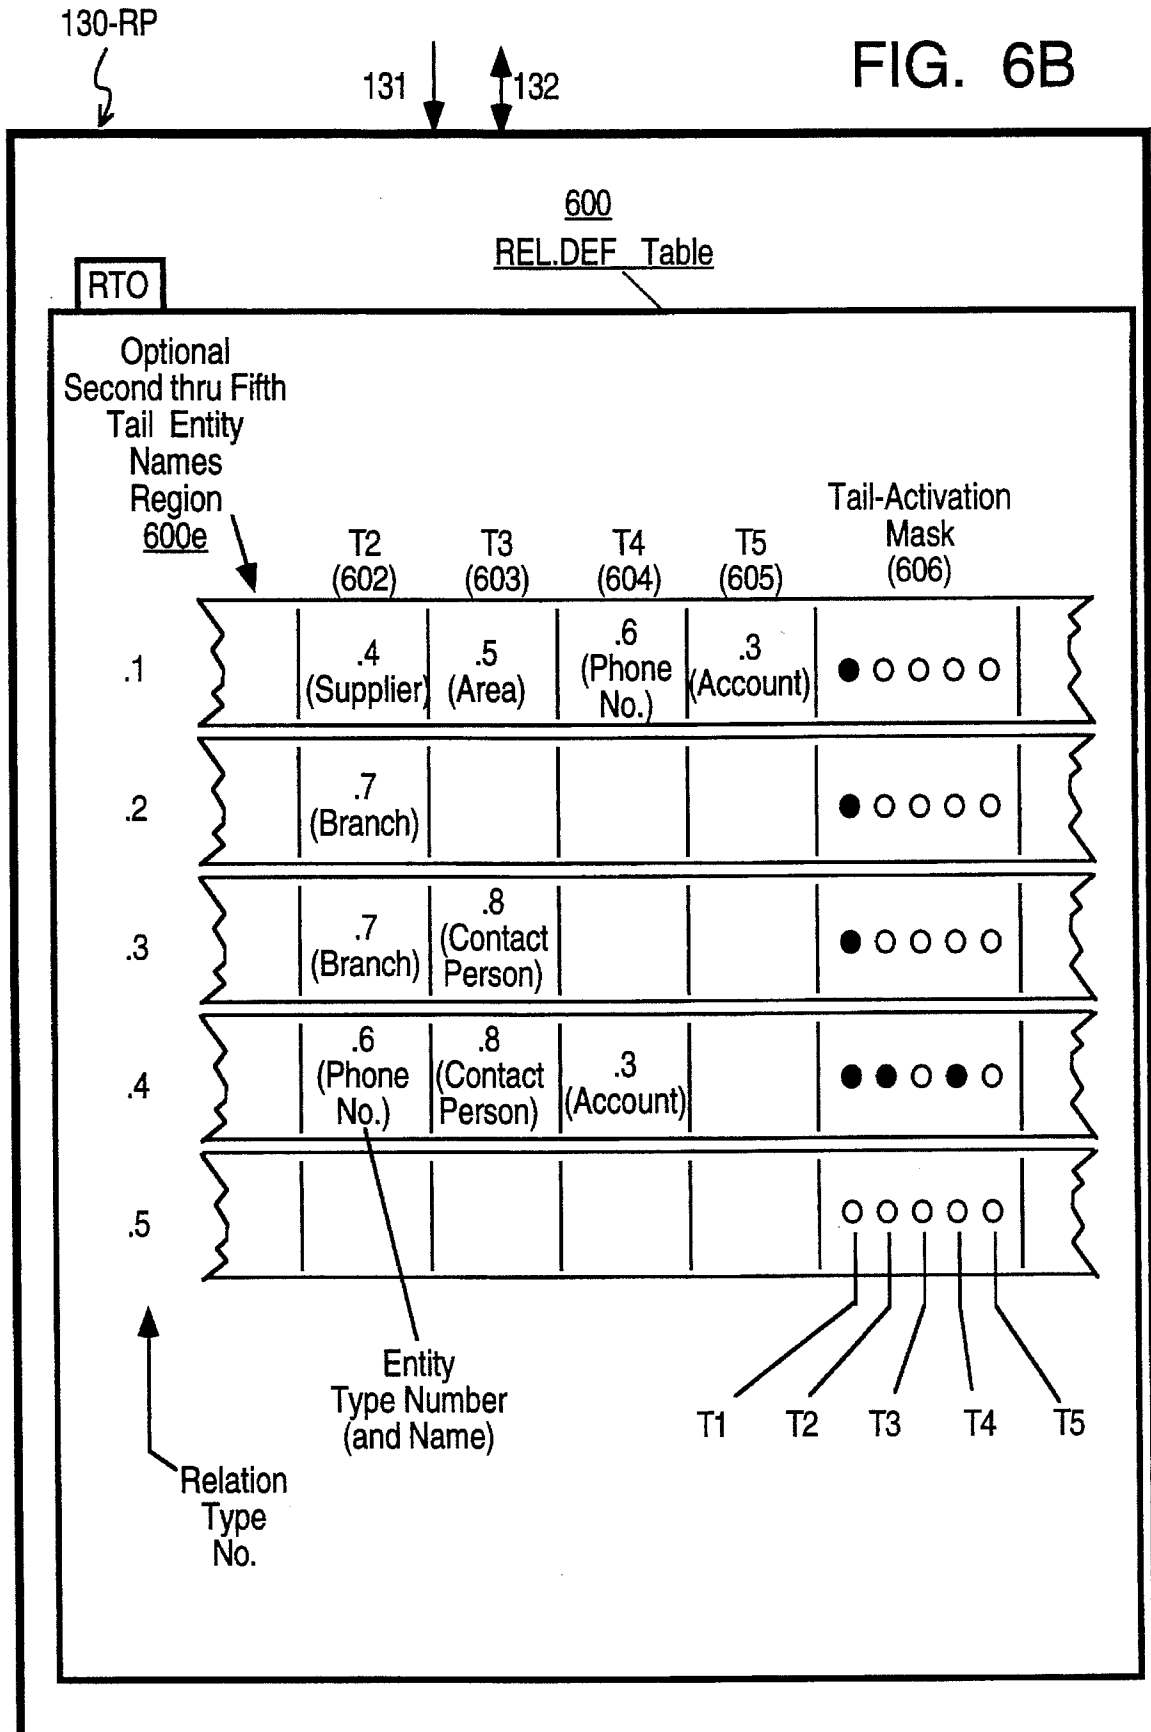 130-RP
131
132
FIG. 6B
600
REL.DEF Table
RTO
Optional
Second thru Fifth
Tail Entity
Names
Region
600e
T2
(602)
T3
(603)
T4
(604)
T5
(605)
Tail-Activation
Mask
(606)
.1
.4
(Supplier)
.5
(Area)
.6
(Phone
No.)
.3
(Account)
.2
.7
(Branch)
.3
.7
(Branch)
.8
(Contact
Person)
.4
.6
(Phone
No.)
.8
(Contact
Person)
.3
(Account)
.5
Entity
Type Number
(and Name)
T1
T2
T3
T4
T5
Relation
Type
No.